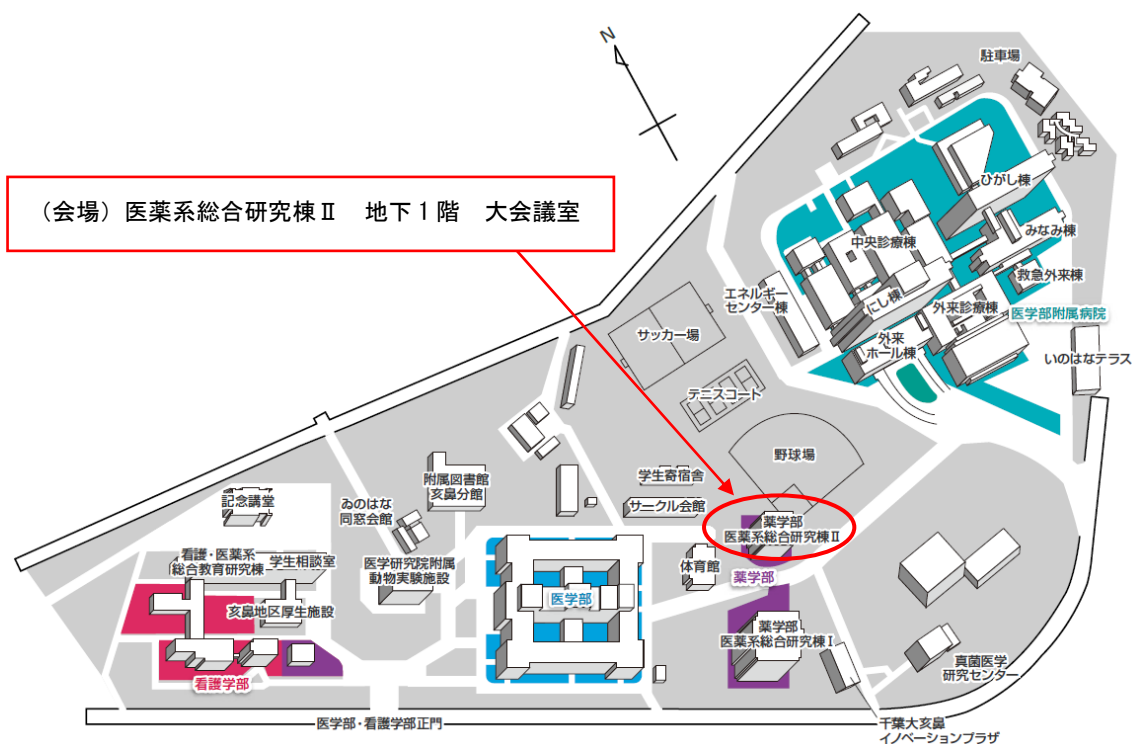 N
駐車場
(会場)医薬系総合研究棟Ⅱ 地下1階 大会議室
ひがし棟
みなみ棟
中央診療棟
救急外来棟
エネルギー
センター棟
にし棟
外来診療棟
医学部附属病院
外来
ホール棟
サッカー場
いのはなテラス
テニスコート
野球場
学生寄宿舎
附属図書館
亥鼻分館
サークル会館
記念講堂
ゐのはな
同窓会館
薬学部
医薬系総合研究棟Ⅱ
看護・医薬系
総合教育研究棟
学生相談室
医学研究院附属
動物実験施設
体育館
薬学部
医学部
亥鼻地区厚生施設
薬学部
医薬系総合研究棟Ⅰ
看護学部
真菌医学
研究センター
医学部・看護学部正門
千葉大亥鼻
イノベーションプラザ